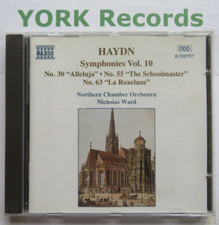 YORK Records
NAXOS
DDD
8.550757
HAYDN
Symphonies Vol. 10
No. 30 "Alleluja" • No. 55 "The Schoolmaster"
No. 63 "La Roxelane"
Northern Chamber Orchestra
Nicholas Ward